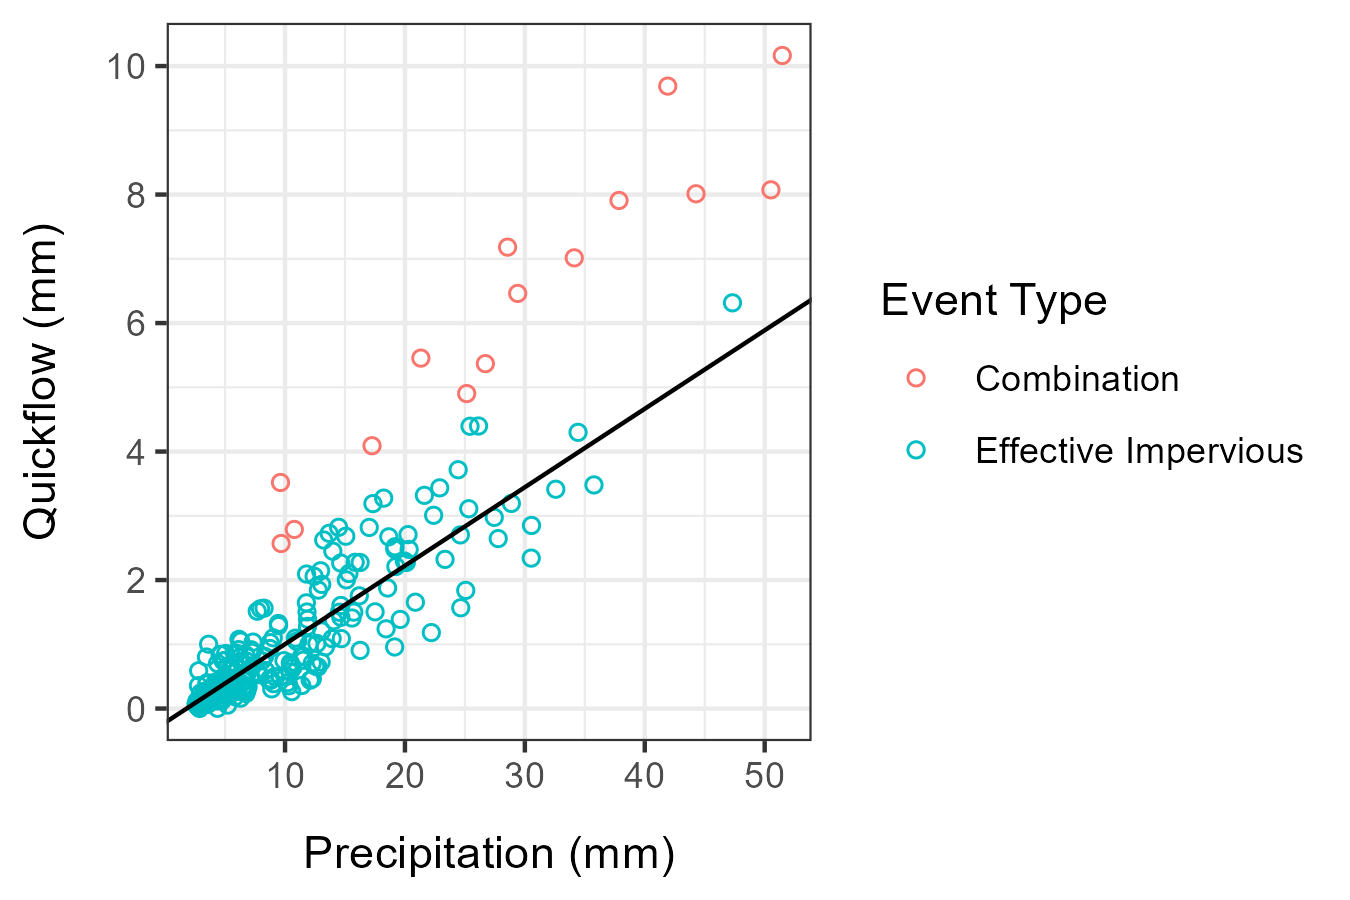 10
8
6
4
2
0
Quickflow (mm)
10 20 30 40 50
Precipitation (mm)
Event Type
Combination
Effective Impervious